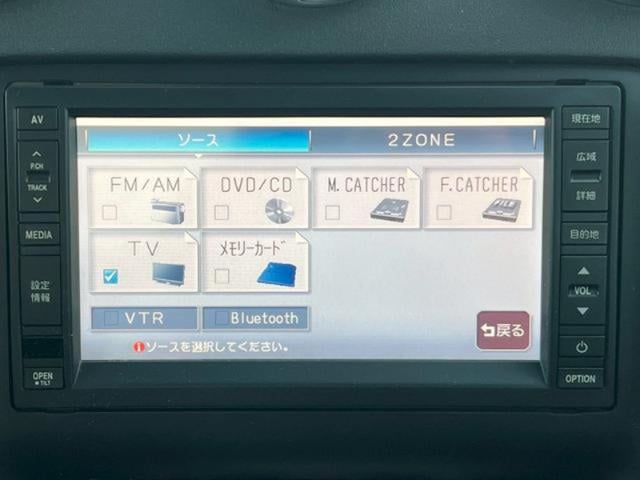 AV
P.CH
TRACK
MEDIA
設定
情報
OPEN
TILT
ソース
2ZONE
FM/AM
DVD/CD
M. CATCHER
F. CATCHER
FILE
TV
メモリーカード
VTR
Bluetooth
ソースを選択してください。
戻る
現在地
広域
詳細
目的地
VOL
OPTION